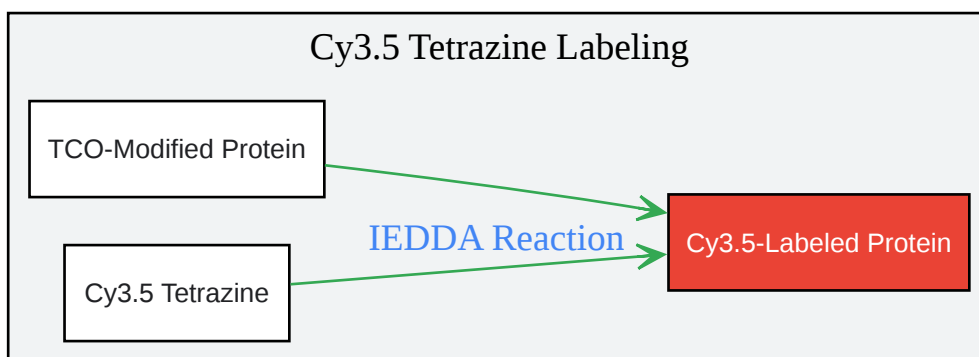 Cy3.5 Tetrazine Labeling
TCO-Modified Protein
IEDDA Reaction
Cy3.5-Labeled Protein
Cy3.5 Tetrazine